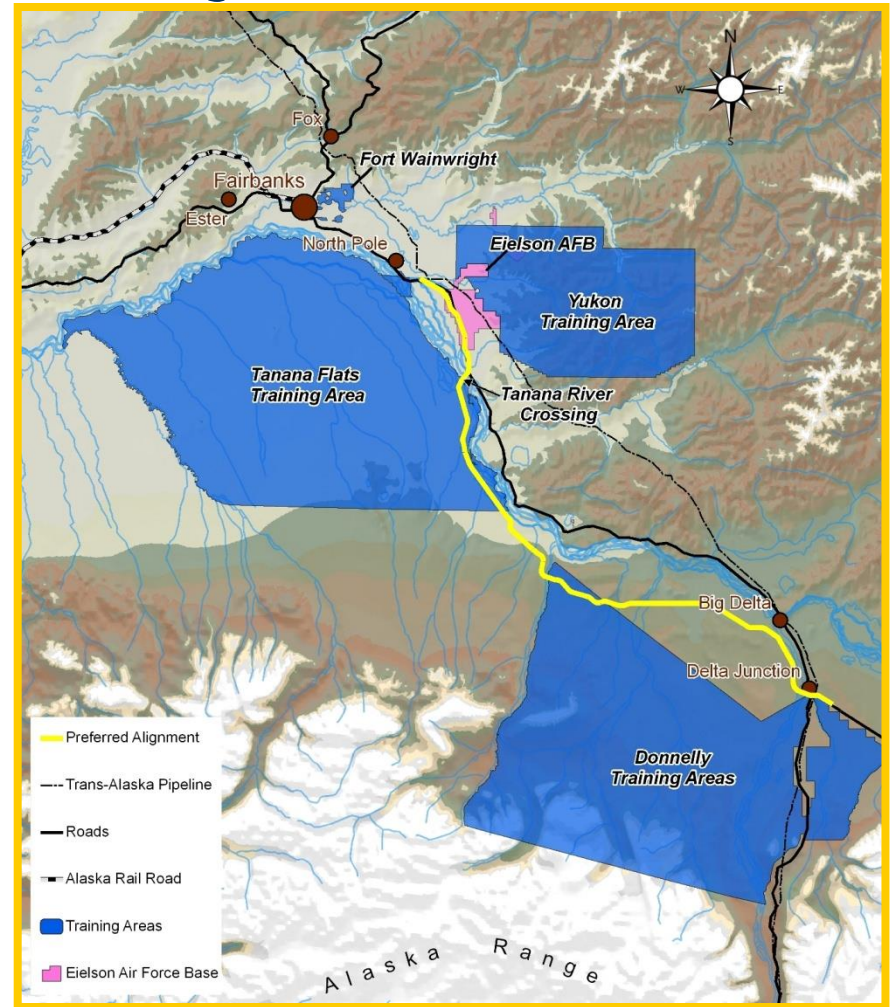 N
W
E
S
Fox
Fort Wainwright
Fairbanks
Ester
North Pole
Eielson AFB
Yukon
Training Area
Tanana Flats
Training Area
Tanana River
Crossing
Big Delta
Delta Junction
Donnelly
Training Areas
Preferred Alignment
Trans-Alaska Pipeline
Roads
Alaska Rail Road
Training Areas
Eielson Air Force Base
Alaska Range